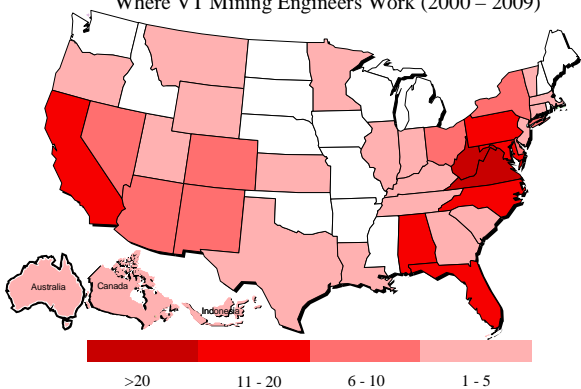 Where VT Mining Engineers Work (2000 – 2009)
Australia
Canada
Indonesia
>20
11 - 20
6 - 10
1 - 5